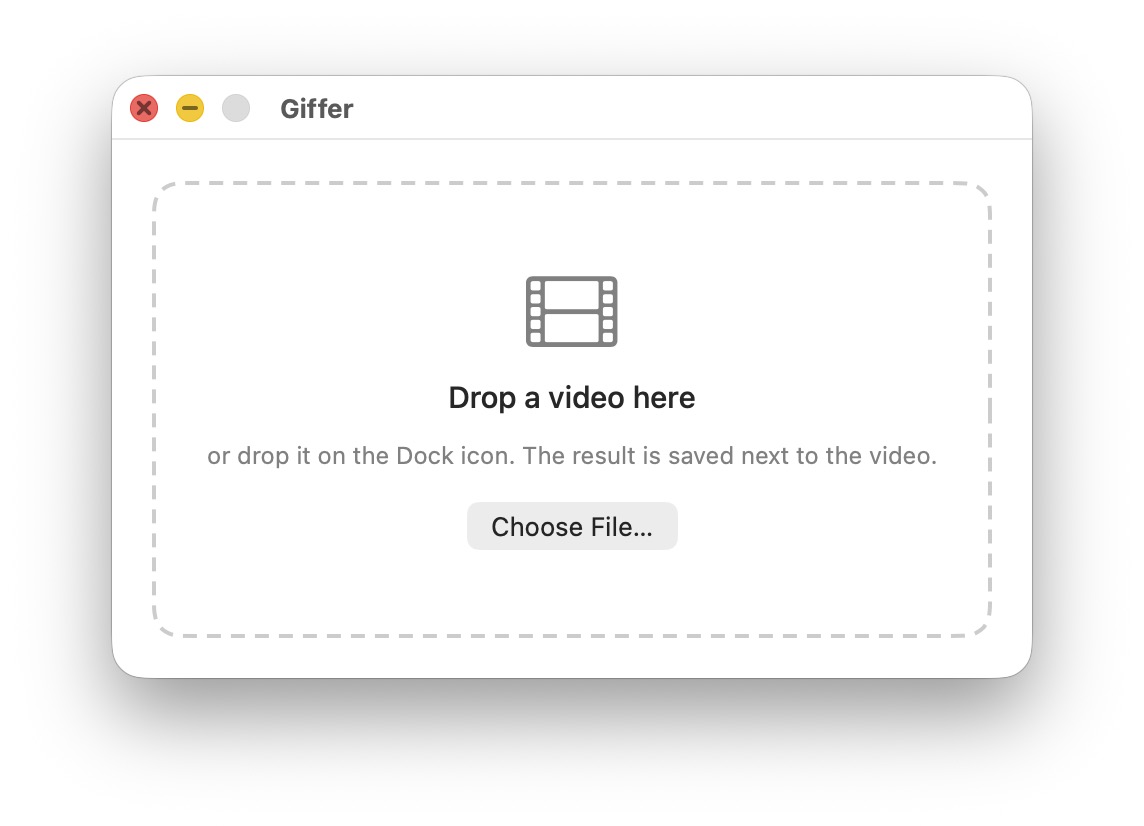 Giffer
Drop a video here
or drop it on the Dock icon. The result is saved next to the video.
Choose File...